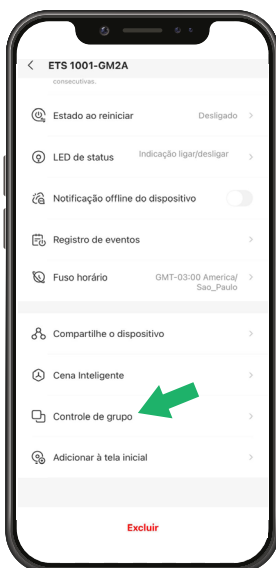 ETS 1001-GM2A
consecutivas.
Estado ao reiniciar Desligado
LED de status Indicação ligar/desligar
Notificação offline do dispositivo
Registro de eventos
Fuso horário GMT-03:00 America/
Sao_Paulo
Compartilhe o dispositivo
Cena Inteligente
Controle de grupo
Adicionar à tela inicial
Excluir